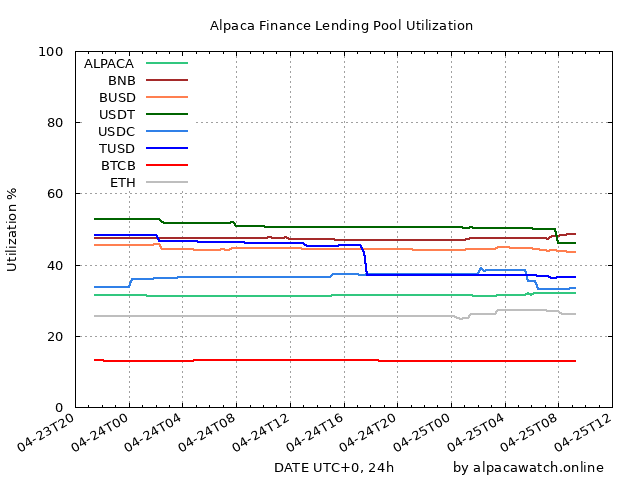 Alpaca Finance Lending Pool Utilization
Utilization %
100
80
60
40
20
0
ALPACA
BNB
BUSD
USDT
USDC
TUSD
BTCB
ETH
04-23T20
04-24T00
04-24T04
04-24T08
04-24T12
04-24T16
04-24T20
04-25T00
04-25T04
04-25T08
04-25T12
DATE UTC+0, 24h
by alpacawatch.online